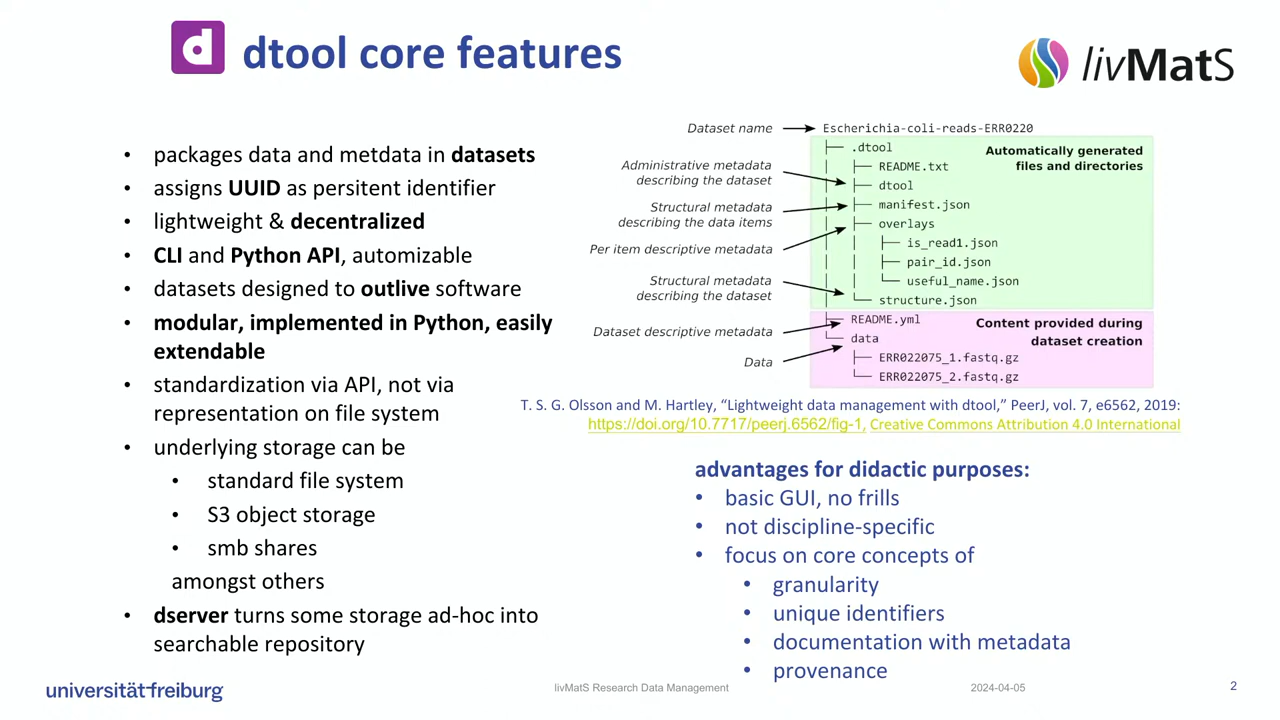 d dtool core features
livMatS
• packages data and metdata in datasets
• assigns UUID as persitent identifier
• lightweight & decentralized
• CLI and Python API, automizable
• datasets designed to outlive software
• modular, implemented in Python, easily
extendable
• standardization via API, not via
representation on file system
• underlying storage can be
• standard file system
• S3 object storage
• smb shares
amongst others
• dserver turns some storage ad-hoc into
searchable repository
Dataset name
Administrative metadata
describing the dataset
Structural metadata
describing the data items
Per item descriptive metadata
Structural metadata
describing the dataset
Dataset descriptive metadata
Data
Escherichia-coli-reads-ERR0220
├── .dtool
│ ├── README.txt
│ ├── dtool
│ ├── manifest.json
│ ├── overlays
│ │ ├── is_read1.json
│ │ ├── pair_id.json
│ │ └── useful_name.json
│ └── structure.json
├── README.yml
└── data
├── ERR022075_1.fastq.gz
└── ERR022075_2.fastq.gz
Automatically generated
files and directories
Content provided during
dataset creation
T. S. G. Olsson and M. Hartley, “Lightweight data management with dtool,” PeerJ, vol. 7, e6562, 2019:
https://doi.org/10.7717/peerj.6562/fig-1, Creative Commons Attribution 4.0 International
advantages for didactic purposes:
• basic GUI, no frills
• not discipline-specific
• focus on core concepts of
• granularity
• unique identifiers
• documentation with metadata
• provenance
universität freiburg
livMatS Research Data Management
2024-04-05
2